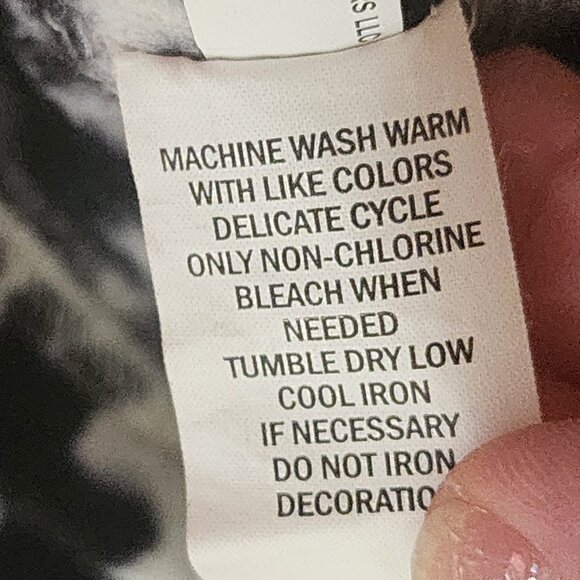 MACHINE WASH WARM
WITH LIKE COLORS
DELICATE CYCLE
ONLY NON-CHLORINE
BLEACH WHEN
NEEDED
TUMBLE DRY LOW
COOL IRON
IF NECESSARY
DO NOT IRON